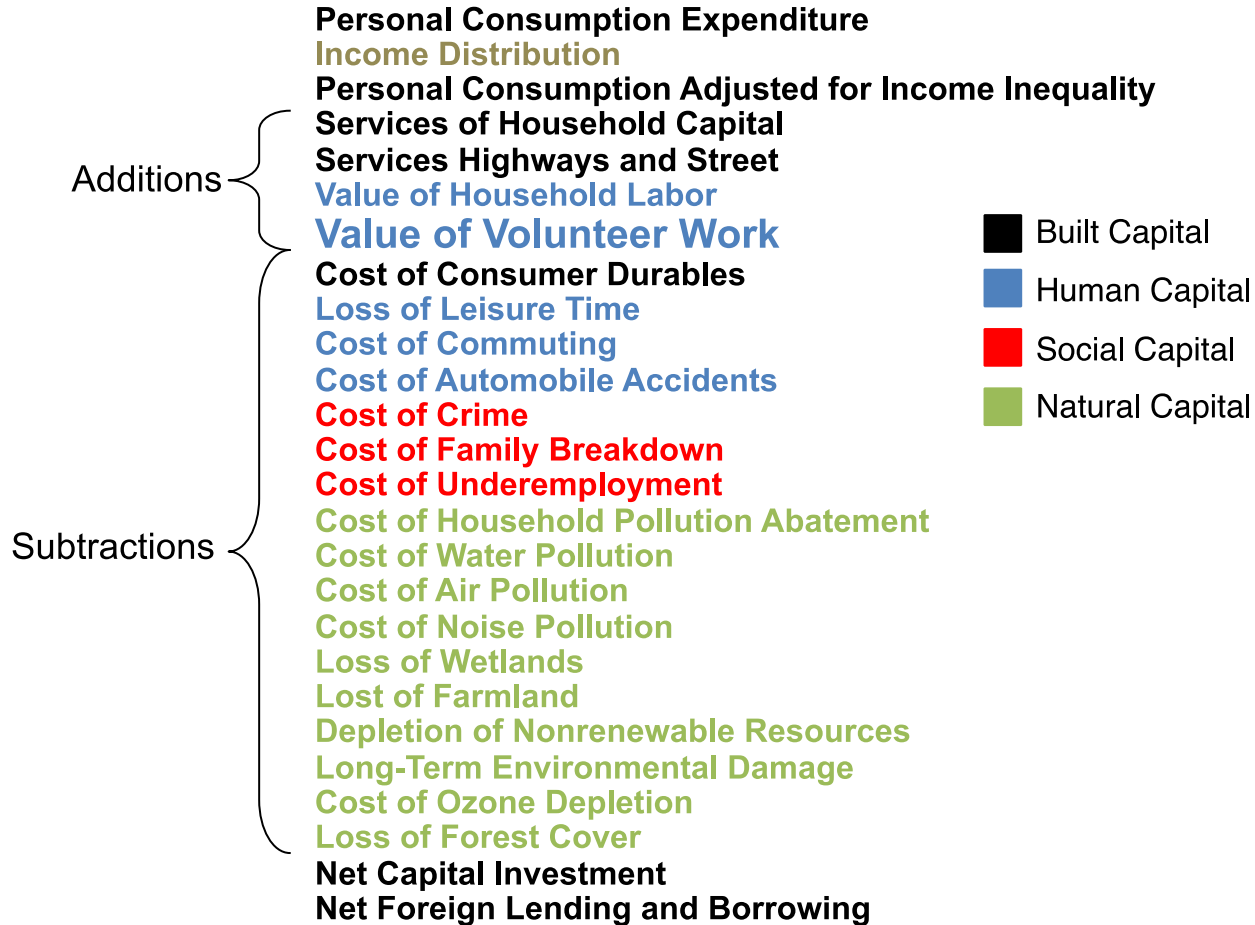 Personal Consumption Expenditure
Income Distribution
Personal Consumption Adjusted for Income Inequality
Additions
Services of Household Capital
Services Highways and Street
Value of Household Labor
Value of Volunteer Work
Subtractions
Cost of Consumer Durables
Loss of Leisure Time
Cost of Commuting
Cost of Automobile Accidents
Cost of Crime
Cost of Family Breakdown
Cost of Underemployment
Cost of Household Pollution Abatement
Cost of Water Pollution
Cost of Air Pollution
Cost of Noise Pollution
Loss of Wetlands
Lost of Farmland
Depletion of Nonrenewable Resources
Long-Term Environmental Damage
Cost of Ozone Depletion
Loss of Forest Cover
Net Capital Investment
Net Foreign Lending and Borrowing
Built Capital
Human Capital
Social Capital
Natural Capital